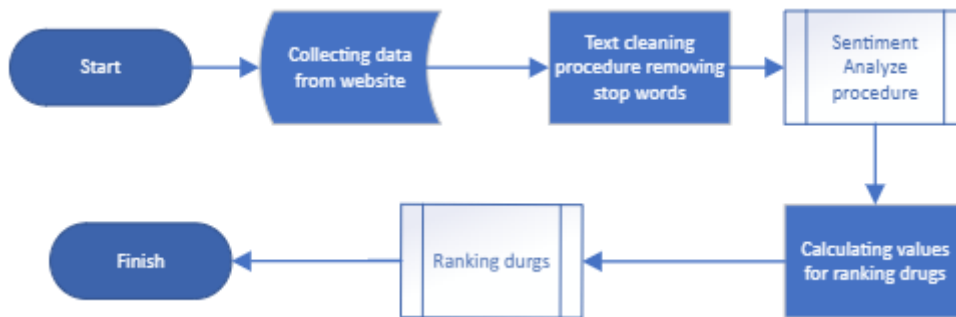 Start
Collecting data
from website
Text cleaning
procedure removing
stop words
Sentiment
Analyze
procedure
Calculating values
for ranking drugs
Ranking durgs
Finish